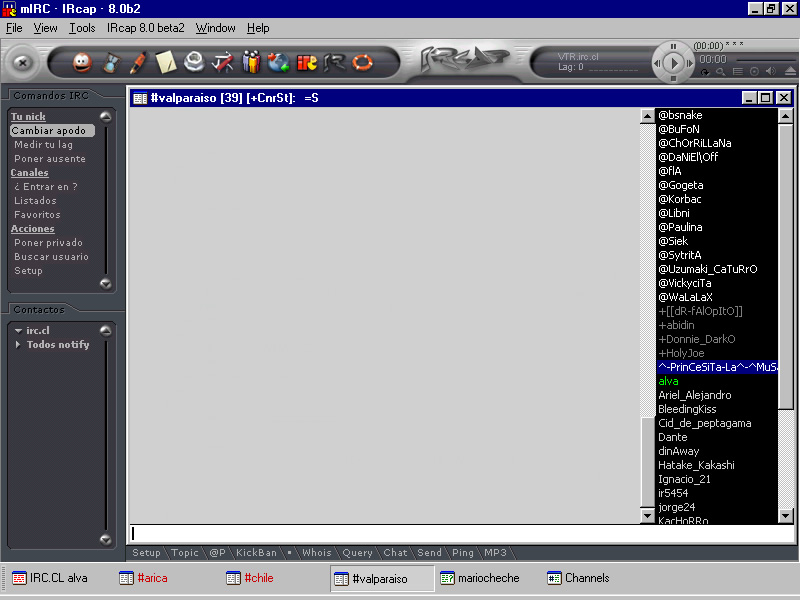 mIRC - IRcap - 8.0b2
File View Tools IRcap 8.0 beta2 Window Help
VTR.irc.cl
Lag: 0
(00:00) * * *
00:00
Comandos IRC
Tu nick
Cambiar apodo
Medir tu lag
Poner ausente
Canales
¿ Entrar en ?
Listados
Favoritos
Acciones
Poner privado
Buscar usuario
Setup
Contactos
irc.cl
Todos notify
#valparaiso [39] [+CnrSt]: =S
@bsnake
@BuFoN
@ChOrRiLLaNa
@DaNiEl\Off
@flA
@Gogeta
@Korbac
@Libni
@Paulina
@Siek
@SytritA
@Uzumaki_CaTuRrO
@VickyciTa
@WaLaLaX
+[[dR-fAlOpItO]]
+abidin
+Donnie_DarkO
+HolyJoe
^-PrinCeSiTa-La^-^MuS
alva
Ariel_Alejandro
BleedingKiss
Cid_de_peptagama
Dante
dinAway
Hatake_Kakashi
Ignacio_21
ir5454
jorge24
KacHoRRo
Setup Topic @P KickBan • Whois Query Chat Send Ping MP3
IRC.CL alva #arica #chile #valparaiso mariocheche Channels